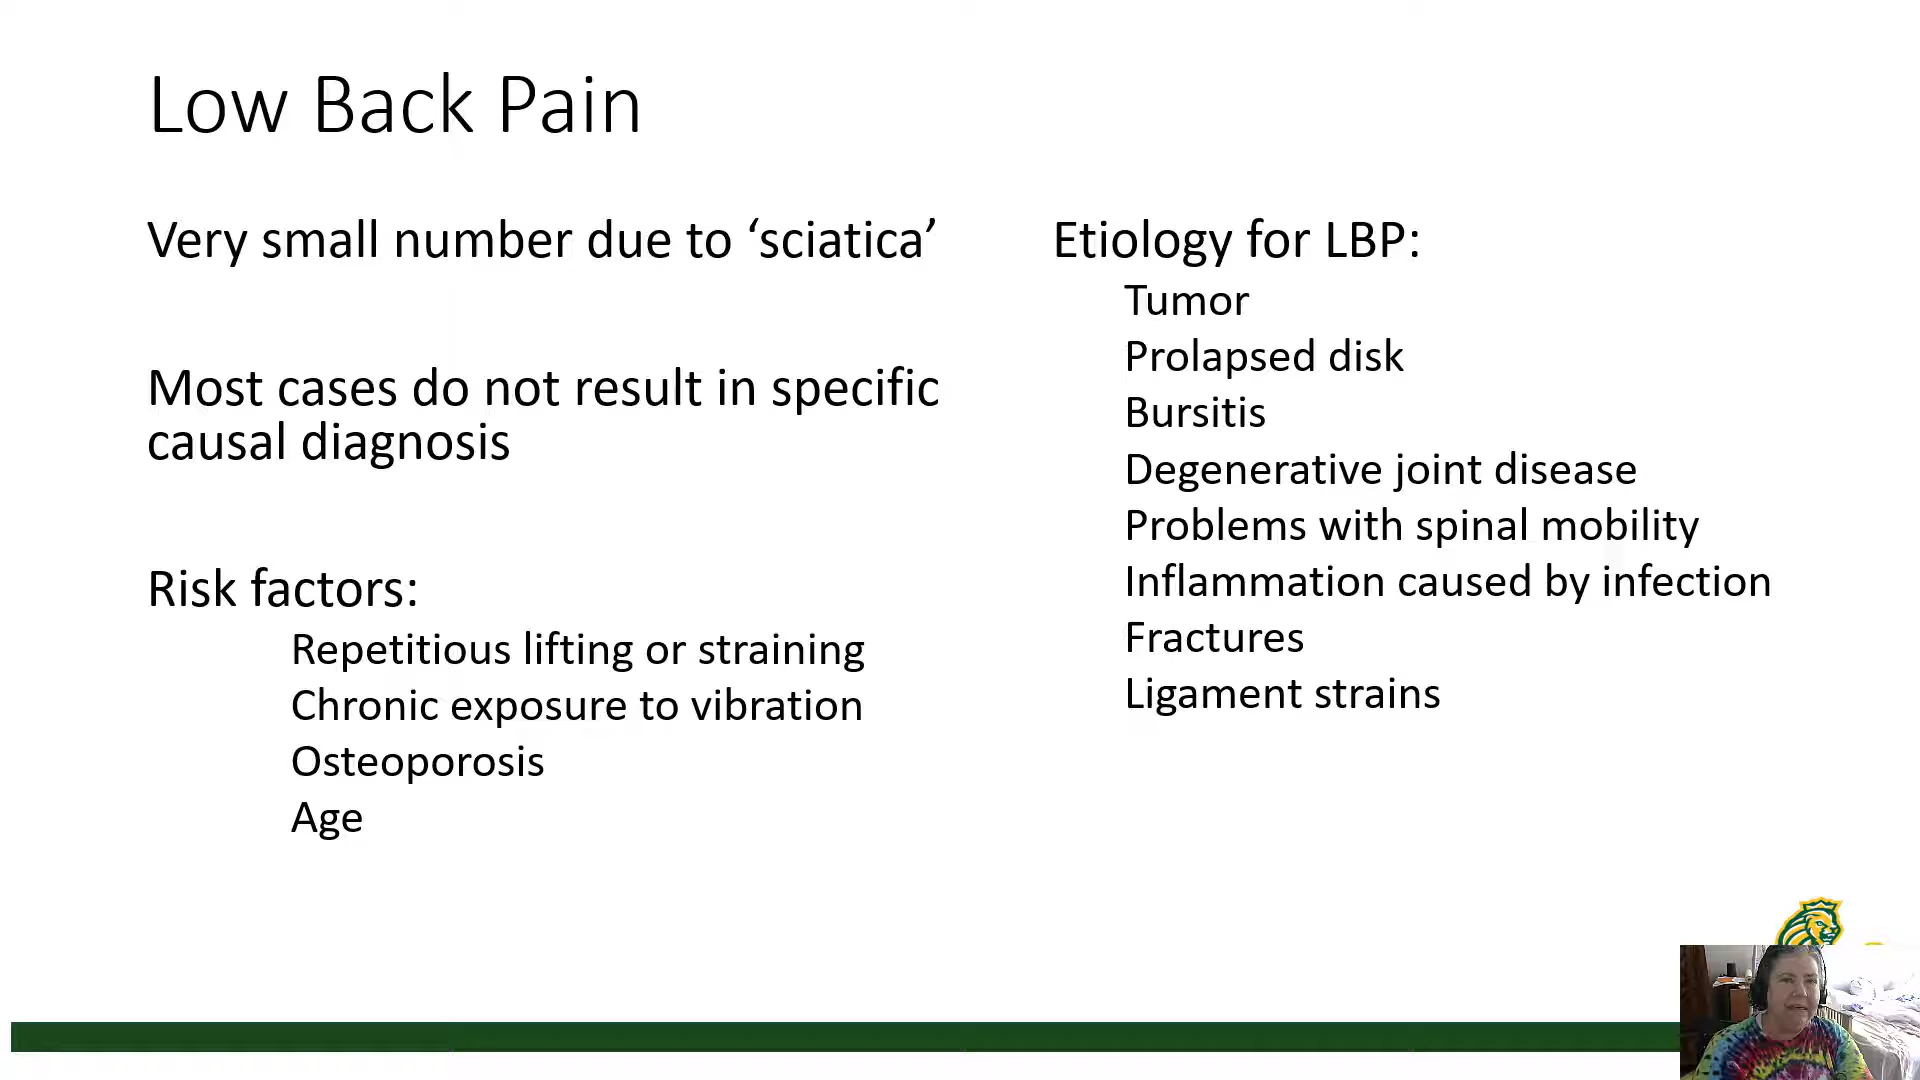 Low Back Pain
Very small number due to ‘sciatica’
Most cases do not result in specific
causal diagnosis
Risk factors:
Repetitious lifting or straining
Chronic exposure to vibration
Osteoporosis
Age
Etiology for LBP:
Tumor
Prolapsed disk
Bursitis
Degenerative joint disease
Problems with spinal mobility
Inflammation caused by infection
Fractures
Ligament strains